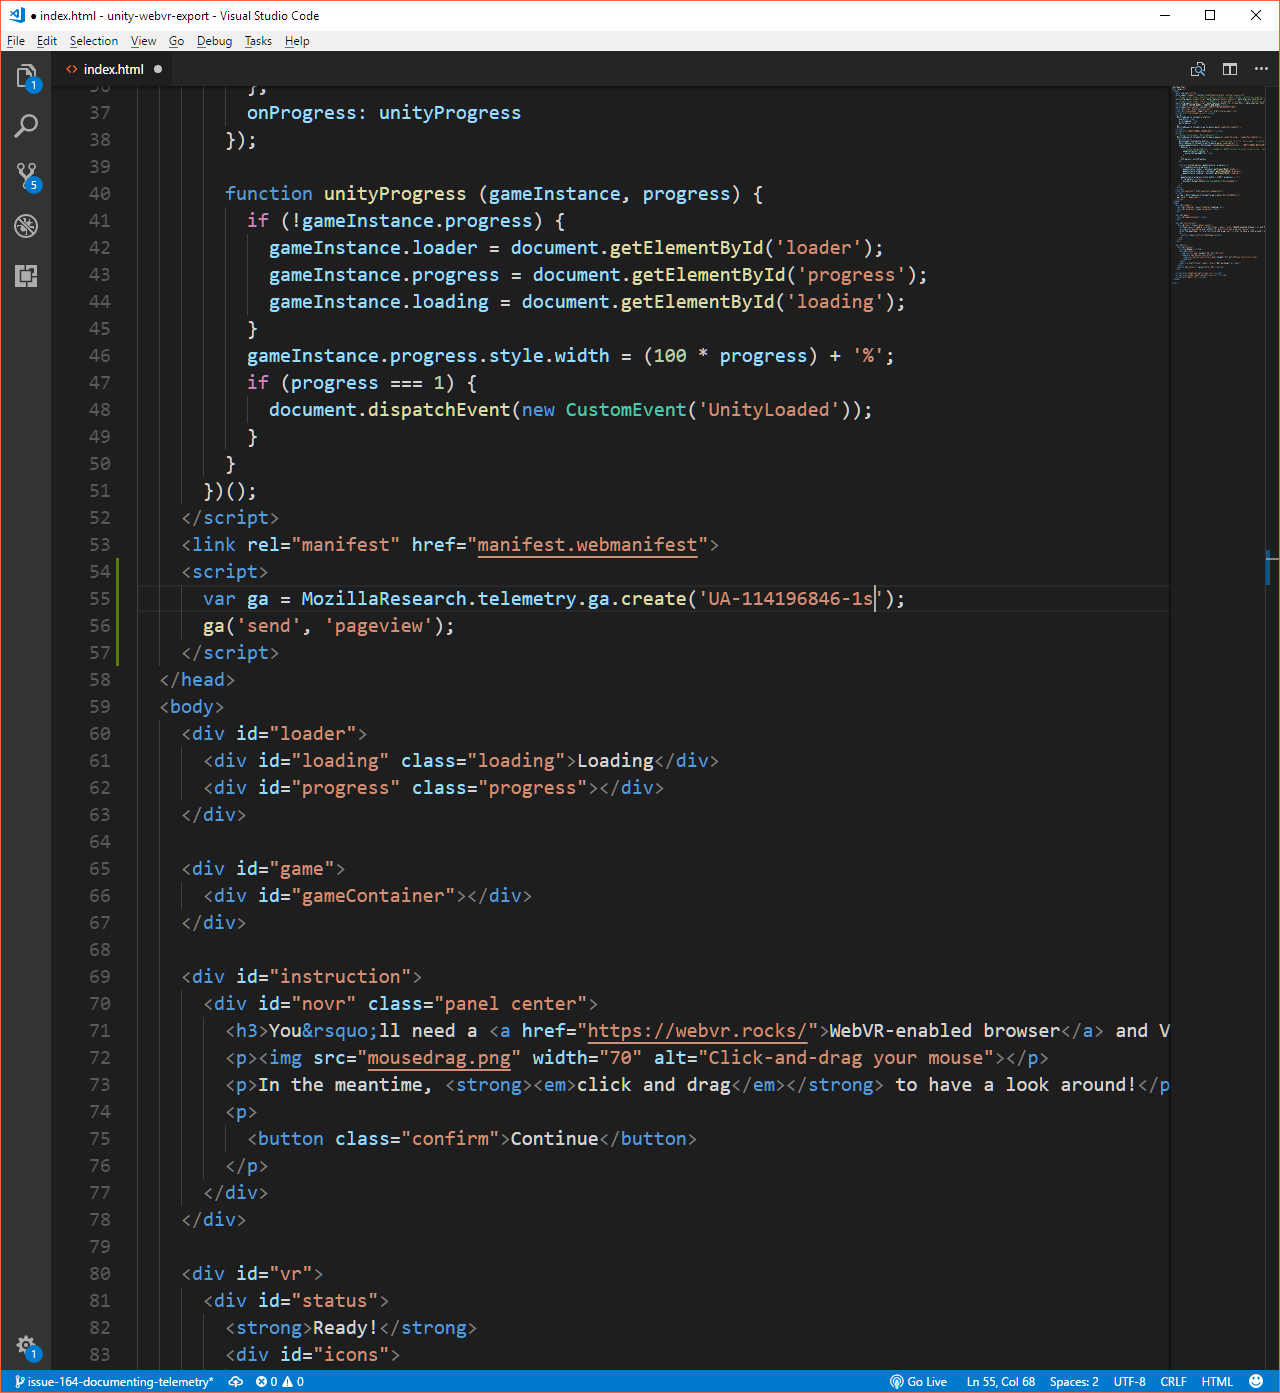 ● index.html - unity-webvr-export - Visual Studio Code
File Edit Selection View Go Debug Tasks Help
1
<> index.html ●
36 },
37 onProgress: unityProgress
38 });
39
40 function unityProgress (gameInstance, progress) {
41 if (!gameInstance.progress) {
42 gameInstance.loader = document.getElementById('loader');
43 gameInstance.progress = document.getElementById('progress');
44 gameInstance.loading = document.getElementById('loading');
45 }
46 gameInstance.progress.style.width = (100 * progress) + '%';
47 if (progress === 1) {
48 document.dispatchEvent(new CustomEvent('UnityLoaded'));
49 }
50 }
51 })();
52 </script>
53 <link rel="manifest" href="manifest.webmanifest">
54 <script>
55 var ga = MozillaResearch.telemetry.ga.create('UA-114196846-1s');
56 ga('send', 'pageview');
57 </script>
58 </head>
59 <body>
60 <div id="loader">
61 <div id="loading" class="loading">Loading</div>
62 <div id="progress" class="progress"></div>
63 </div>
64
65 <div id="game">
66 <div id="gameContainer"></div>
67 </div>
68
69 <div id="instruction">
70 <div id="novr" class="panel center">
71 <h3>You&rsquo;ll need a <a href="https://webvr.rocks/">WebVR-enabled browser</a> and V
72 <p><img src="mousedrag.png" width="70" alt="Click-and-drag your mouse"></p>
73 <p>In the meantime, <strong><em>click and drag</em></strong> to have a look around!</p
74 <p>
75 <button class="confirm">Continue</button>
76 </p>
77 </div>
78 </div>
79
80 <div id="vr">
81 <div id="status">
82 <strong>Ready!</strong>
83 <div id="icons">
5
1
issue-164-documenting-telemetry* 0 0 Go Live Ln 55, Col 68 Spaces: 2 UTF-8 CRLF HTML